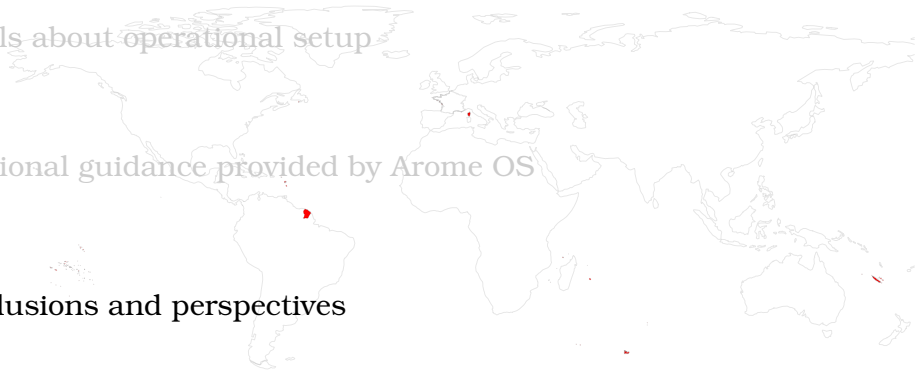 ls about operational setup
ional guidance provided by Arome OS
lusions and perspectives